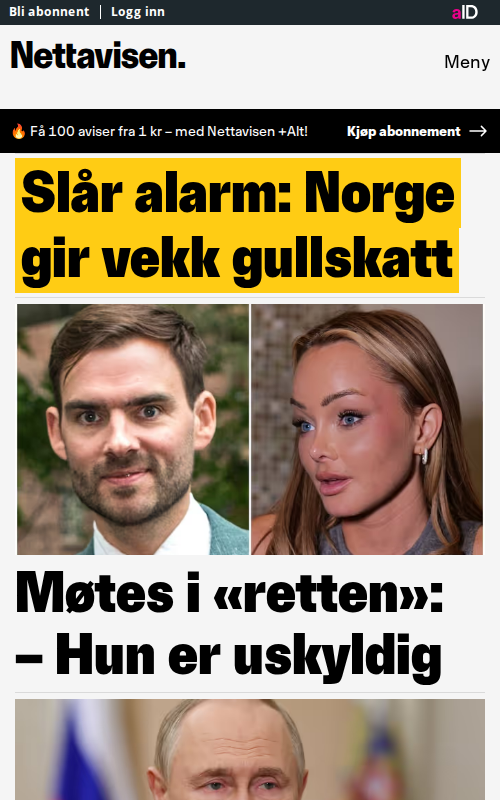 Bli abonnent | Logg inn
aID
Nettavisen.
Meny
🔥 Få 100 aviser fra 1 kr – med Nettavisen +Alt!
Kjøp abonnement →
Slår alarm: Norge
gir vekk gullskatt
Møtes i «retten»:
– Hun er uskyldig